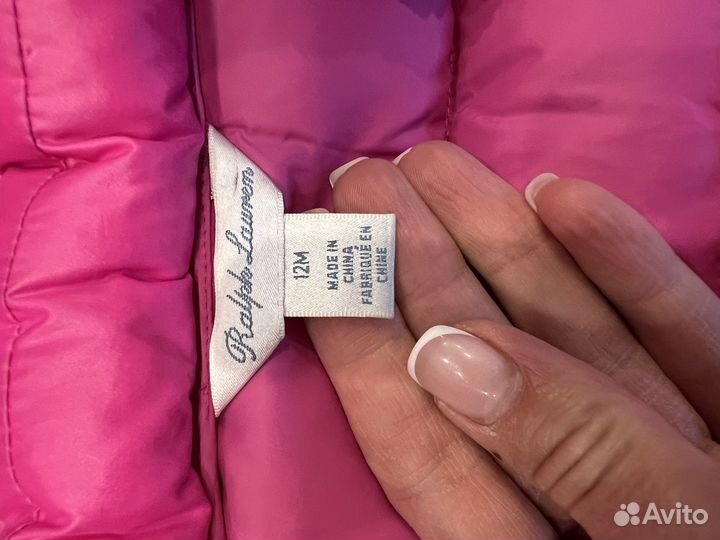 Ralph Lauren
12M
MADE IN
CHINA
FABRIQUÉ EN
CHINE
Avito